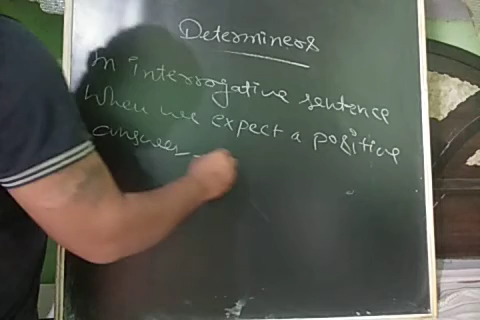 Determiners
In interrogative sentence
When we expect a positive
answer -